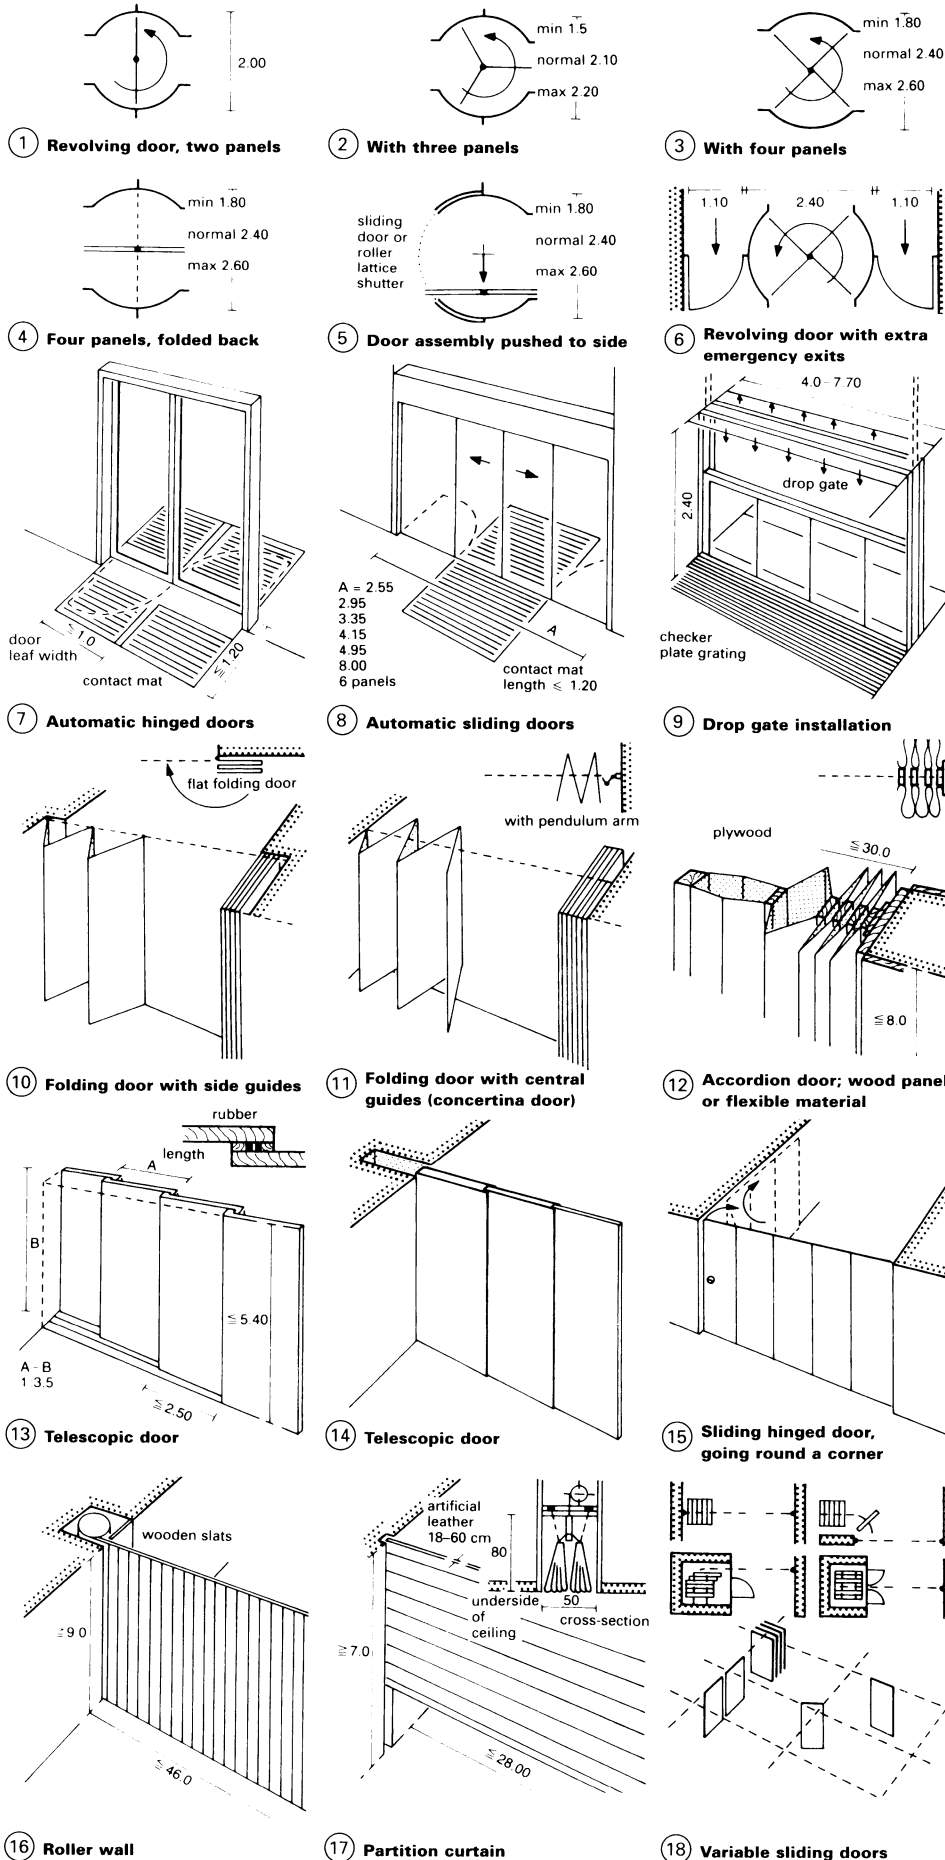 2.00
① Revolving door, two panels
min 1.5
normal 2.10
max 2.20
② With three panels
min 1.80
normal 2.40
max 2.60
③ With four panels
min 1.80
normal 2.40
max 2.60
④ Four panels, folded back
sliding
door or
roller
lattice
shutter
min 1.80
normal 2.40
max 2.60
⑤ Door assembly pushed to side
1.10
2.40
1.10
⑥ Revolving door with extra
emergency exits
door
leaf width
≤ 1.0
contact mat
≤ 1.20
⑦ Automatic hinged doors
A = 2.55
2.95
3.35
4.15
4.95
8.00
6 panels
A
contact mat
length ≤ 1.20
⑧ Automatic sliding doors
4.0–7.70
drop gate
2.40
checker
plate grating
⑨ Drop gate installation
flat folding door
⑩ Folding door with side guides
with pendulum arm
⑪ Folding door with central
guides (concertina door)
plywood
≦ 30.0
≦ 8.0
⑫ Accordion door; wood panel
or flexible material
rubber
length
A
B
≦ 5.40
A – B
1 3.5
≦ 2.50
⑬ Telescopic door
⑭ Telescopic door
⑮ Sliding hinged door,
going round a corner
wooden slats
≧ 9.0
≦ 46.0
⑯ Roller wall
artificial
leather
18–60 cm
80
underside
of
ceiling
50
cross-section
≧ 7.0
≦ 28.00
⑰ Partition curtain
⑱ Variable sliding doors